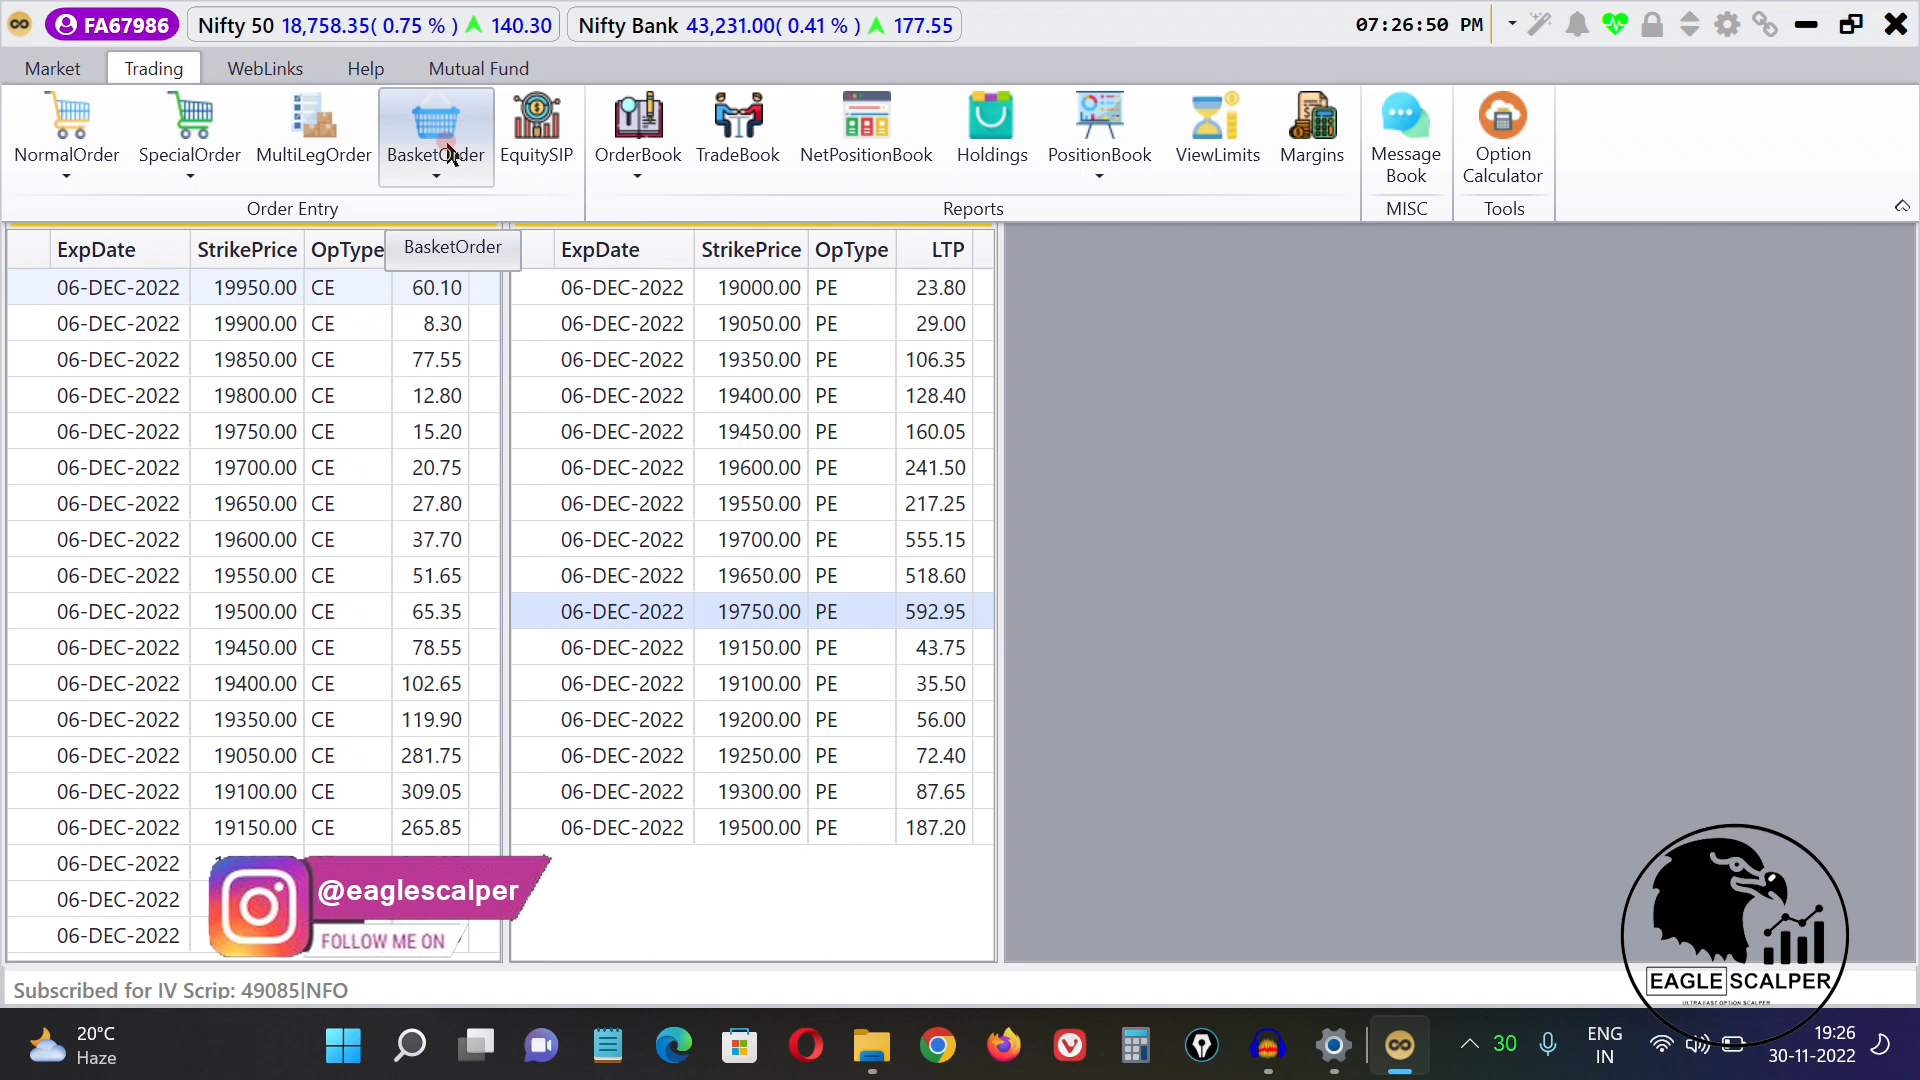 FA67986 Nifty 50 18,758.35( 0.75 % ) 140.30 Nifty Bank 43,231.00( 0.41 % ) 177.55 07:26:50 PM
Market Trading WebLinks Help Mutual Fund
NormalOrder SpecialOrder MultiLegOrder BasketOrder EquitySIP OrderBook TradeBook NetPositionBook Holdings PositionBook ViewLimits Margins Message Book Option Calculator
Order Entry Reports MISC Tools
BasketOrder
ExpDate StrikePrice OpType
06-DEC-2022 19950.00 CE 60.10
06-DEC-2022 19900.00 CE 8.30
06-DEC-2022 19850.00 CE 77.55
06-DEC-2022 19800.00 CE 12.80
06-DEC-2022 19750.00 CE 15.20
06-DEC-2022 19700.00 CE 20.75
06-DEC-2022 19650.00 CE 27.80
06-DEC-2022 19600.00 CE 37.70
06-DEC-2022 19550.00 CE 51.65
06-DEC-2022 19500.00 CE 65.35
06-DEC-2022 19450.00 CE 78.55
06-DEC-2022 19400.00 CE 102.65
06-DEC-2022 19350.00 CE 119.90
06-DEC-2022 19050.00 CE 281.75
06-DEC-2022 19100.00 CE 309.05
06-DEC-2022 19150.00 CE 265.85
06-DEC-2022
06-DEC-2022
06-DEC-2022
ExpDate StrikePrice OpType LTP
06-DEC-2022 19000.00 PE 23.80
06-DEC-2022 19050.00 PE 29.00
06-DEC-2022 19350.00 PE 106.35
06-DEC-2022 19400.00 PE 128.40
06-DEC-2022 19450.00 PE 160.05
06-DEC-2022 19600.00 PE 241.50
06-DEC-2022 19550.00 PE 217.25
06-DEC-2022 19700.00 PE 555.15
06-DEC-2022 19650.00 PE 518.60
06-DEC-2022 19750.00 PE 592.95
06-DEC-2022 19150.00 PE 43.75
06-DEC-2022 19100.00 PE 35.50
06-DEC-2022 19200.00 PE 56.00
06-DEC-2022 19250.00 PE 72.40
06-DEC-2022 19300.00 PE 87.65
06-DEC-2022 19500.00 PE 187.20
@eaglescalper
FOLLOW ME ON
EAGLE SCALPER
ULTRA FAST OPTION SCALPER
Subscribed for IV Scrip: 49085|NFO
20°C
Haze
30
ENG
IN
19:26
30-11-2022